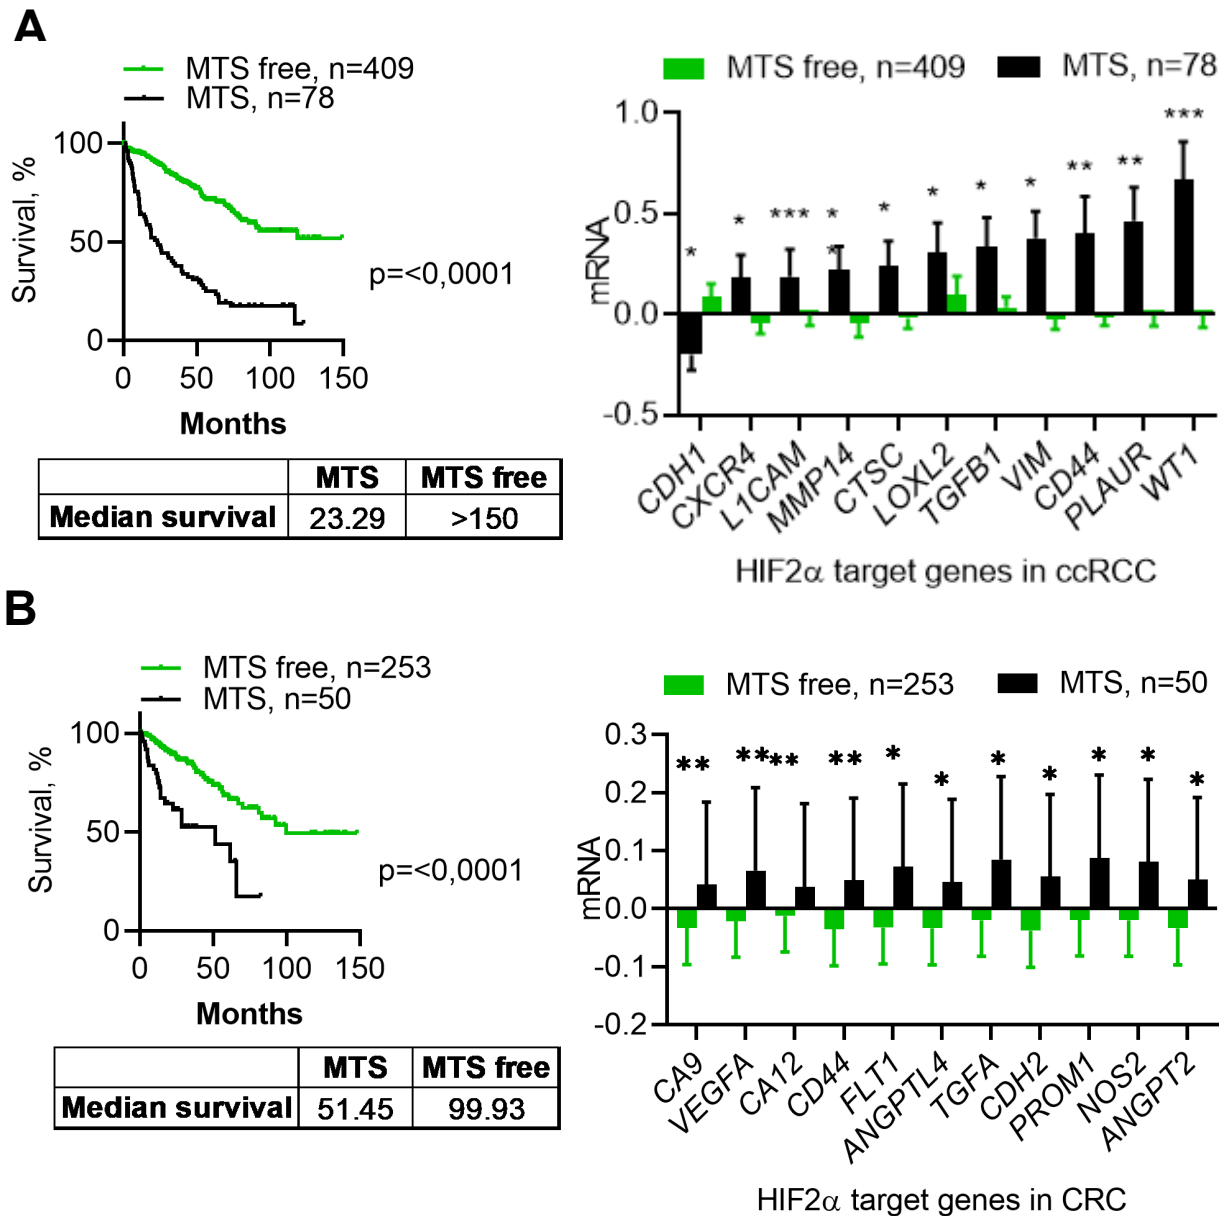 A
MTS free, n=409
MTS, n=78
Survival, %
100
50
0
0 50 100 150
Months
p=<0,0001
MTS MTS free
Median survival 23.29 >150
MTS free, n=409 MTS, n=78
mRNA
1.0
0.5
0.0
-0.5
* * *** * * * * * * ** ** ***
CDH1 CXCR4 L1CAM MMP14 CTSC LOXL2 TGFB1 VIM CD44 PLAUR WT1
HIF2α target genes in ccRCC
B
MTS free, n=253
MTS, n=50
Survival, %
100
50
0
0 50 100 150
Months
p=<0,0001
MTS MTS free
Median survival 51.45 99.93
MTS free, n=253 MTS, n=50
mRNA
0.3
0.2
0.1
0.0
-0.1
-0.2
** ** ** ** * * * * * * *
CA9 VEGFA CA12 CD44 FLT1 ANGPTL4 TGFA CDH2 PROM1 NOS2 ANGPT2
HIF2α target genes in CRC